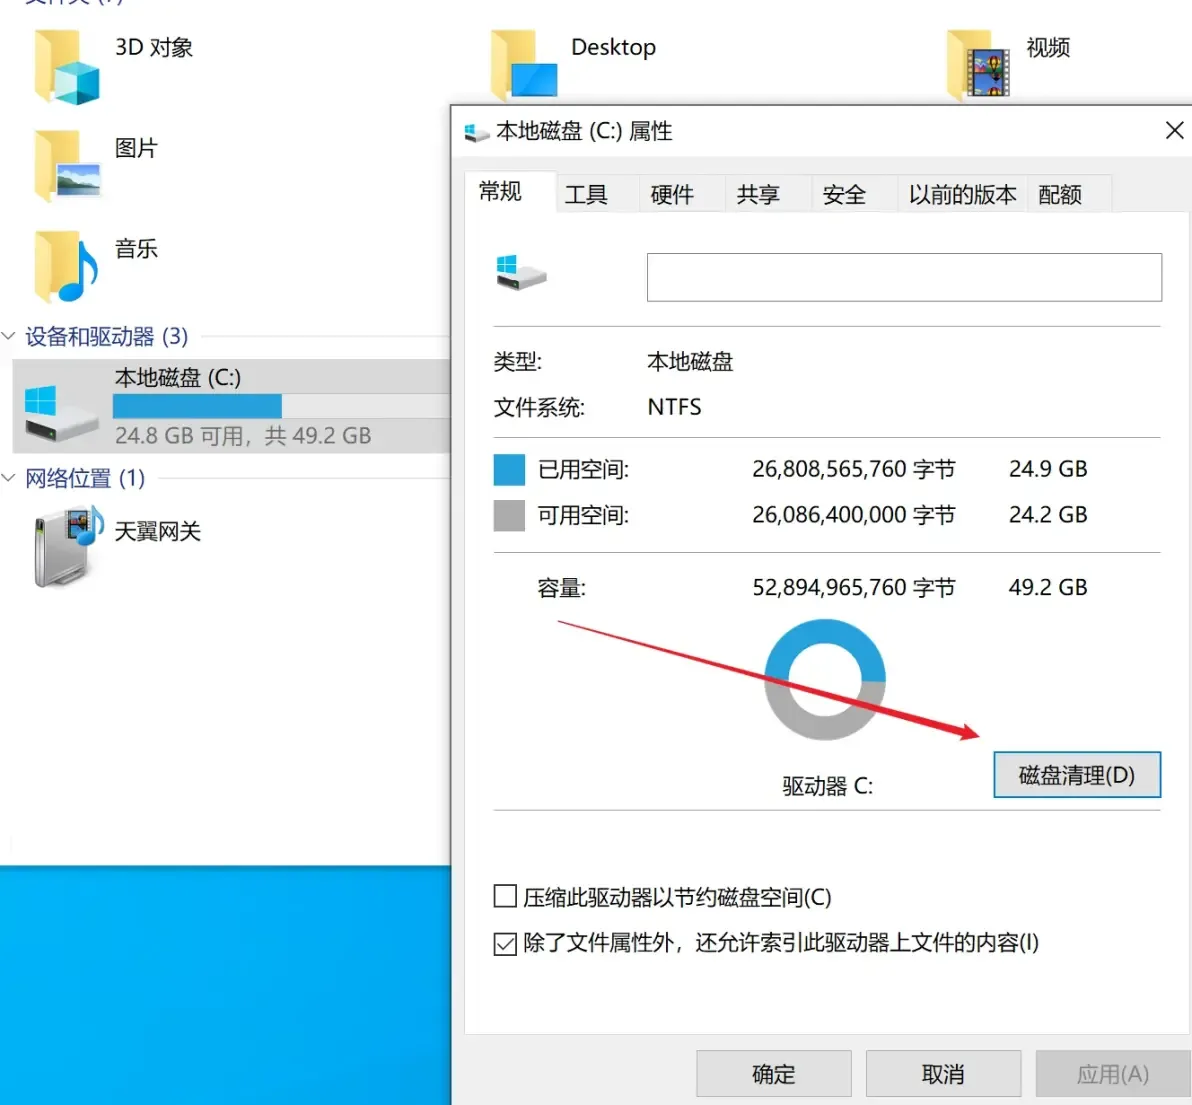 3D 对象
Desktop
视频
图片
音乐
设备和驱动器 (3)
本地磁盘 (C:)
24.8 GB 可用，共 49.2 GB
网络位置 (1)
天翼网关
本地磁盘 (C:) 属性
常规 工具 硬件 共享 安全 以前的版本 配额
类型: 本地磁盘
文件系统: NTFS
已用空间: 26,808,565,760 字节 24.9 GB
可用空间: 26,086,400,000 字节 24.2 GB
容量: 52,894,965,760 字节 49.2 GB
驱动器 C:
磁盘清理(D)
压缩此驱动器以节约磁盘空间(C)
除了文件属性外，还允许索引此驱动器上文件的内容(I)
确定 取消 应用(A)